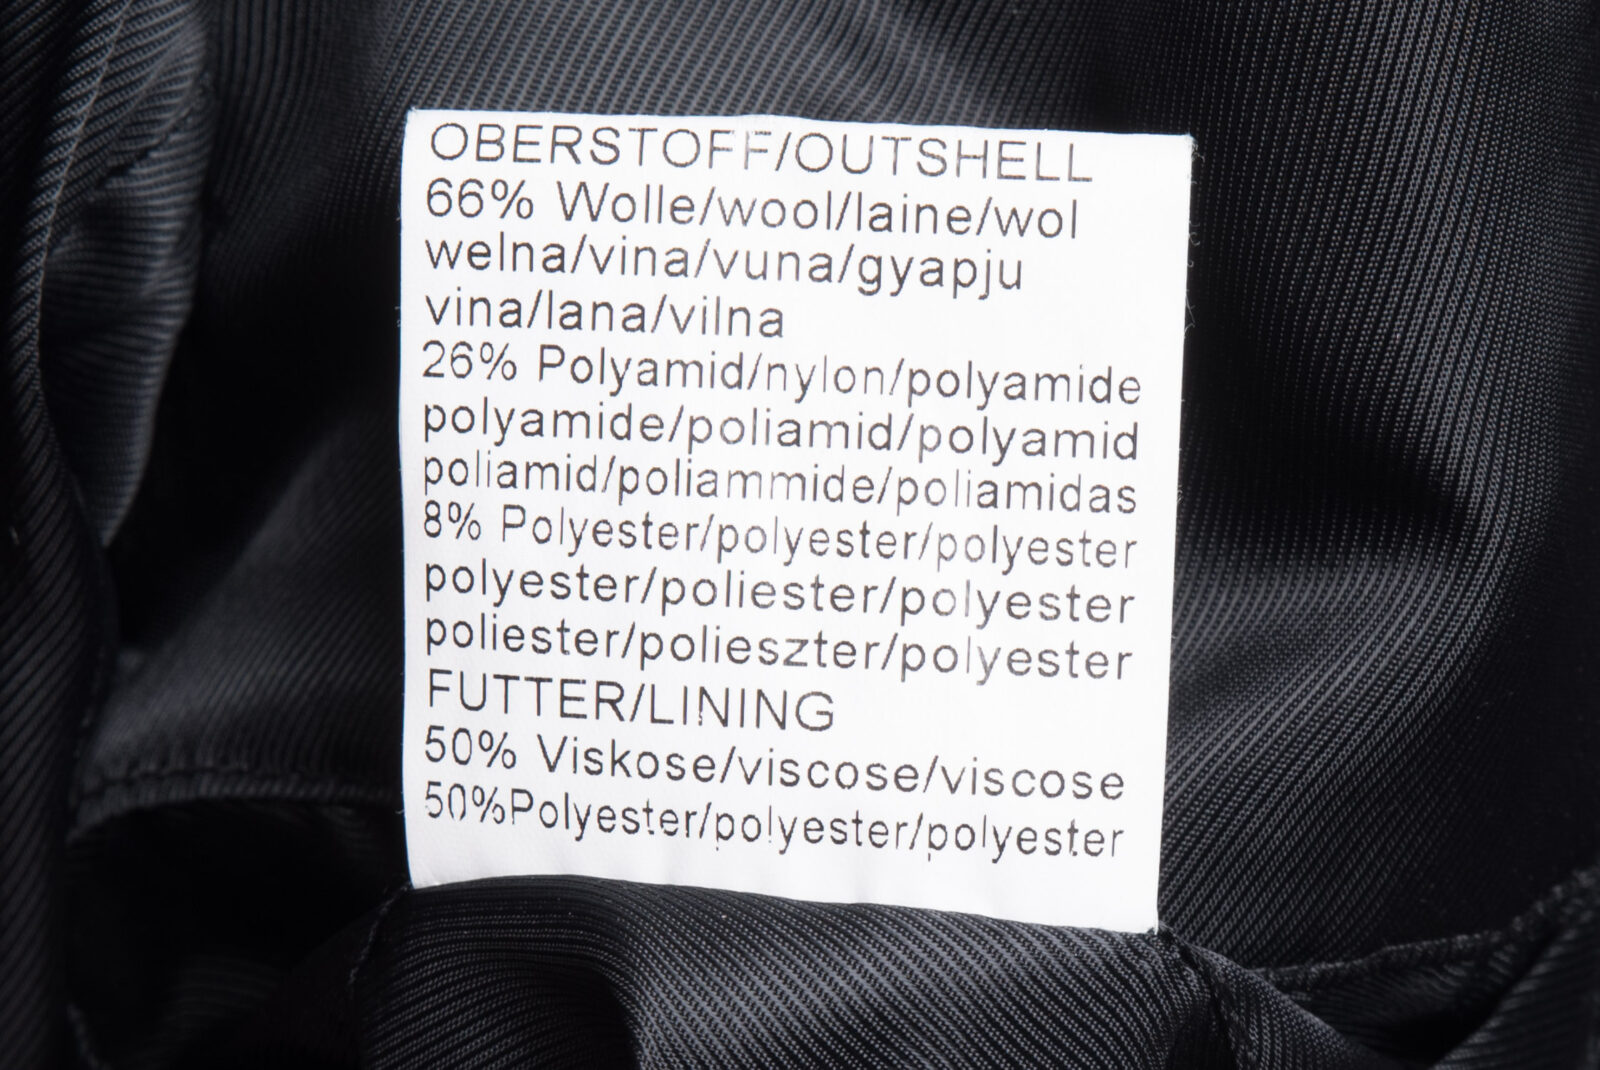 OBERSTOFF/OUTSHELL
66% Wolle/wool/laine/wol
welna/vina/vuna/gyapju
vina/lana/vilna
26% Polyamid/nylon/polyamide
polyamide/poliamid/polyamid
poliamid/poliammide/poliamidas
8% Polyester/polyester/polyester
polyester/poliester/polyester
poliester/polieszter/polyester
FUTTER/LINING
50% Viskose/viscose/viscose
50%Polyester/polyester/polyester